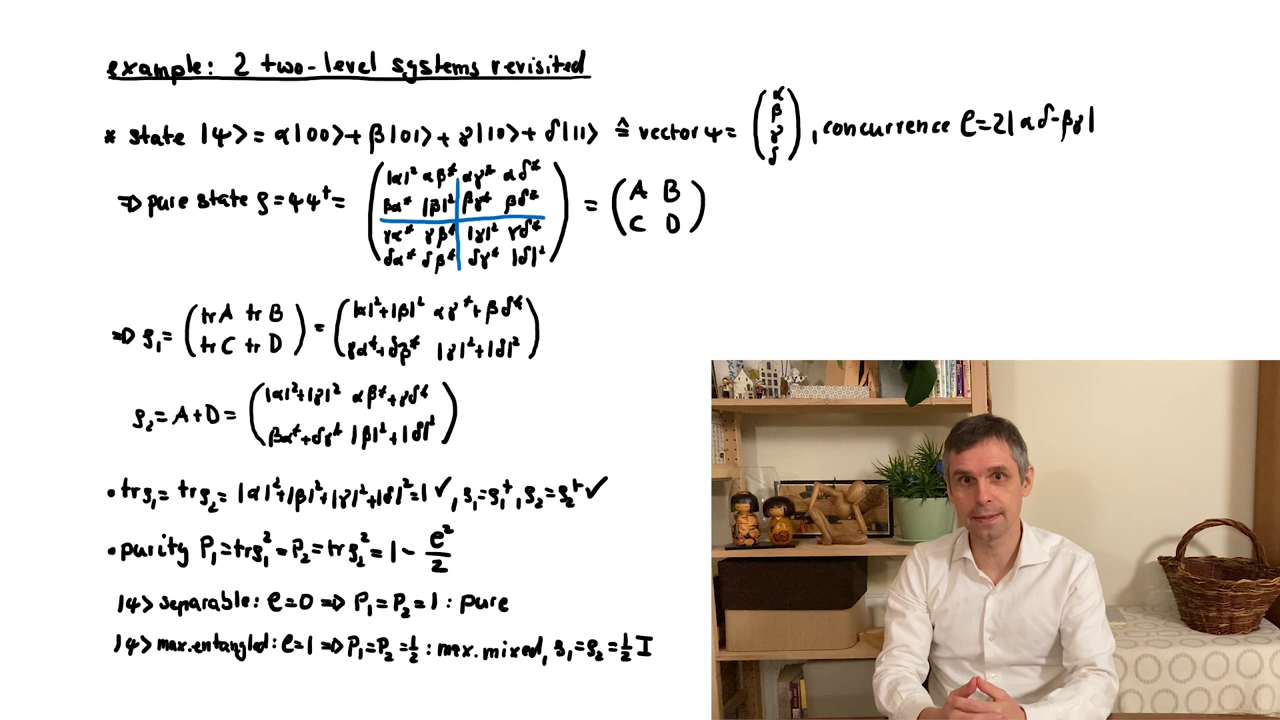 example: 2 two-level systems revisited
* state |ψ> = α|00> + β|01> + γ|10> + δ|11> ≙ vector ψ = (α β γ δ), concurrence C = 2|αδ - βγ|
⇒ pure state ρ = ψψ† = ( |α|² αβ* αγ* αδ*
βα* |β|² βγ* βδ*
γα* γβ* |γ|² γδ*
δα* δβ* δγ* |δ|² ) = ( A B
C D )
⇒ ρ₁ = ( tr A tr B
tr C tr D ) = ( |α|²+|β|² αγ*+βδ*
γα*+δβ* |γ|²+|δ|² )
ρ₂ = A+D = ( |α|²+|γ|² αβ*+γδ*
βα*+δγ* |β|²+|δ|² )
• trρ₁ = trρ₂ = |α|²+|β|²+|γ|²+|δ|² = 1 ✓, ρ₁=ρ₁†, ρ₂=ρ₂† ✓
• purity P₁ = trρ₁² = P₂ = trρ₂² = 1 - C²/2
|ψ> separable: C=0 ⇒ P₁=P₂=1: pure
|ψ> max.entangled: C=1 ⇒ P₁=P₂=½: max.mixed, ρ₁=ρ₂=½ I